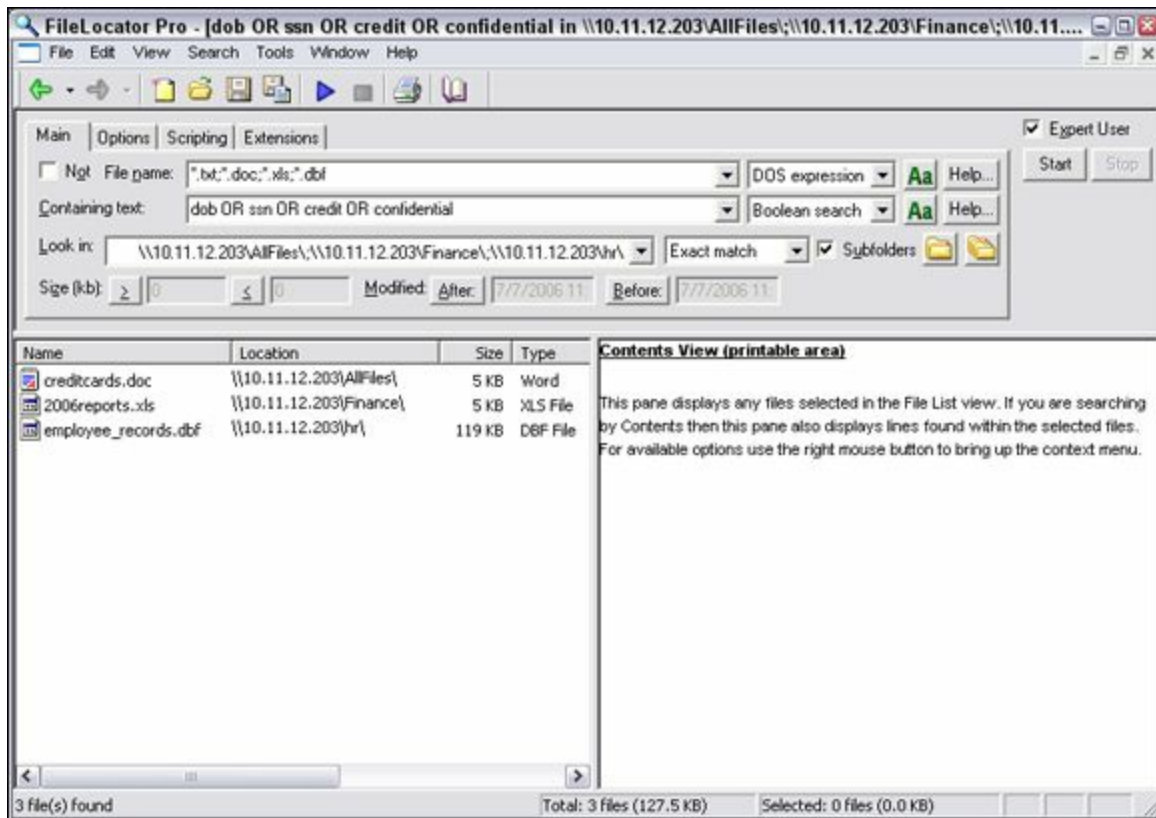 FileLocator Pro - [dob OR ssn OR credit OR confidential in \\10.11.12.203\AllFiles\;\\10.11.12.203\Finance\;\\10.11....
File Edit View Search Tools Window Help
Main Options Scripting Extensions
Expert User
Not File name: *.txt;*.doc;*.xls;*.dbf DOS expression Aa Help... Start Stop
Containing text: dob OR ssn OR credit OR confidential Boolean search Aa Help...
Look in: \\10.11.12.203\AllFiles\;\\10.11.12.203\Finance\;\\10.11.12.203\hr\ Exact match Subfolders
Size (kb): ≥ 0 ≤ 0 Modified: After: 7/7/2006 11: Before: 7/7/2006 11:
Name Location Size Type
creditcards.doc \\10.11.12.203\AllFiles\ 5 KB Word
2006reports.xls \\10.11.12.203\Finance\ 5 KB XLS File
employee_records.dbf \\10.11.12.203\hr\ 119 KB DBF File
Contents View (printable area)
This pane displays any files selected in the File List view. If you are searching
by Contents then this pane also displays lines found within the selected files.
For available options use the right mouse button to bring up the context menu.
3 file(s) found Total: 3 files (127.5 KB) Selected: 0 files (0.0 KB)